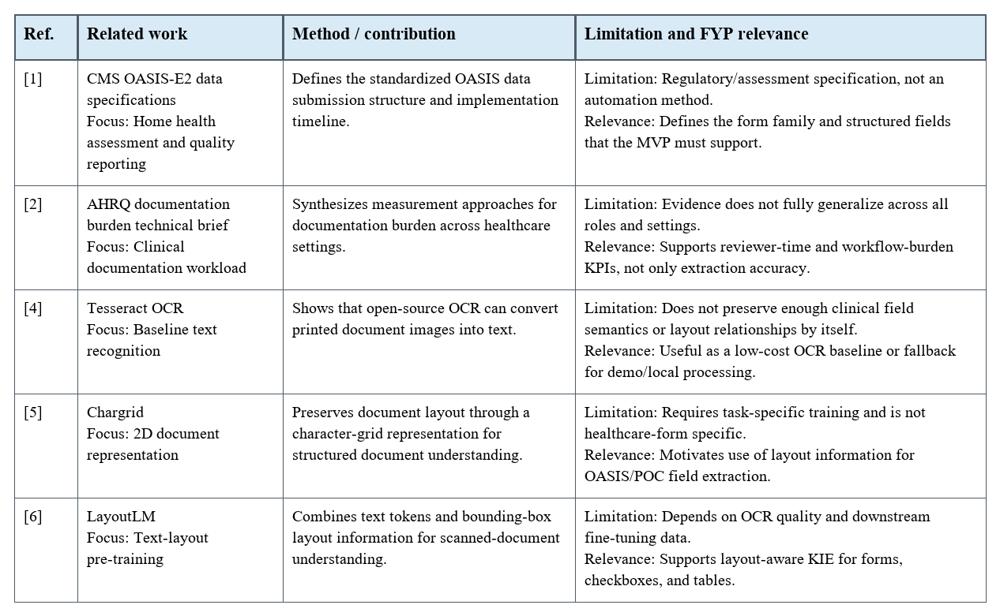 Ref.
Related work
Method / contribution
Limitation and FYP relevance
[1]
CMS OASIS-E2 data
specifications
Focus: Home health
assessment and quality
reporting
Defines the standardized OASIS data
submission structure and implementation
timeline.
Limitation: Regulatory/assessment specification, not an
automation method.
Relevance: Defines the form family and structured fields
that the MVP must support.
[2]
AHRQ documentation
burden technical brief
Focus: Clinical
documentation workload
Synthesizes measurement approaches for
documentation burden across healthcare
settings.
Limitation: Evidence does not fully generalize across all
roles and settings.
Relevance: Supports reviewer-time and workflow-burden
KPIs, not only extraction accuracy.
[4]
Tesseract OCR
Focus: Baseline text
recognition
Shows that open-source OCR can convert
printed document images into text.
Limitation: Does not preserve enough clinical field
semantics or layout relationships by itself.
Relevance: Useful as a low-cost OCR baseline or fallback
for demo/local processing.
[5]
Chargrid
Focus: 2D document
representation
Preserves document layout through a
character-grid representation for
structured document understanding.
Limitation: Requires task-specific training and is not
healthcare-form specific.
Relevance: Motivates use of layout information for
OASIS/POC field extraction.
[6]
LayoutLM
Focus: Text-layout
pre-training
Combines text tokens and bounding-box
layout information for scanned-document
understanding.
Limitation: Depends on OCR quality and downstream
fine-tuning data.
Relevance: Supports layout-aware KIE for forms,
checkboxes, and tables.